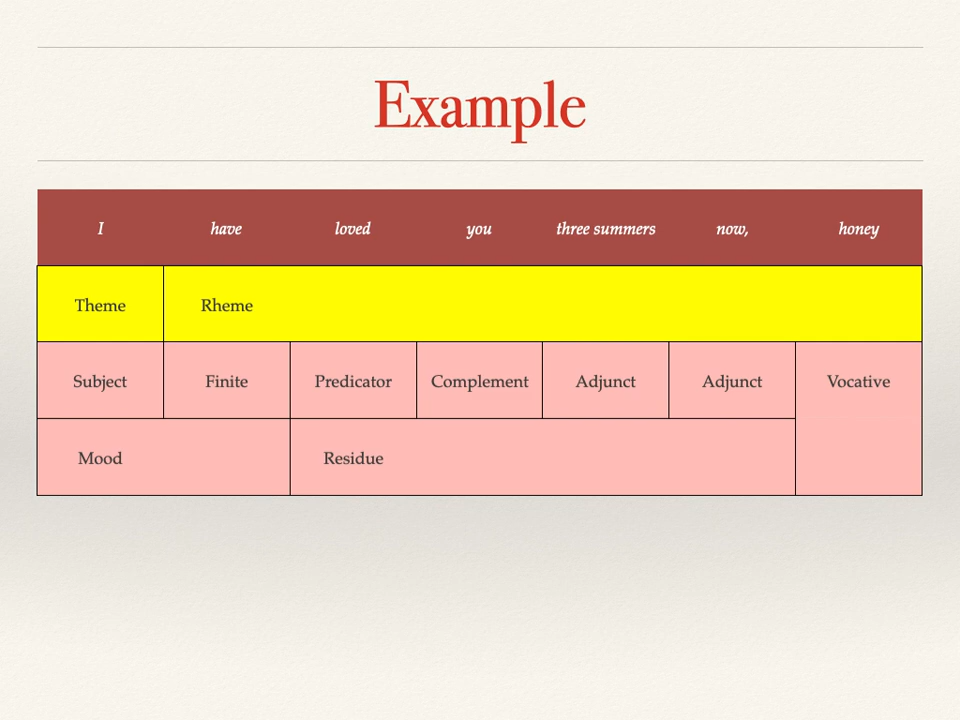 Example
I have loved you three summers now, honey
Theme Rheme
Subject Finite Predicator Complement Adjunct Adjunct Vocative
Mood Residue